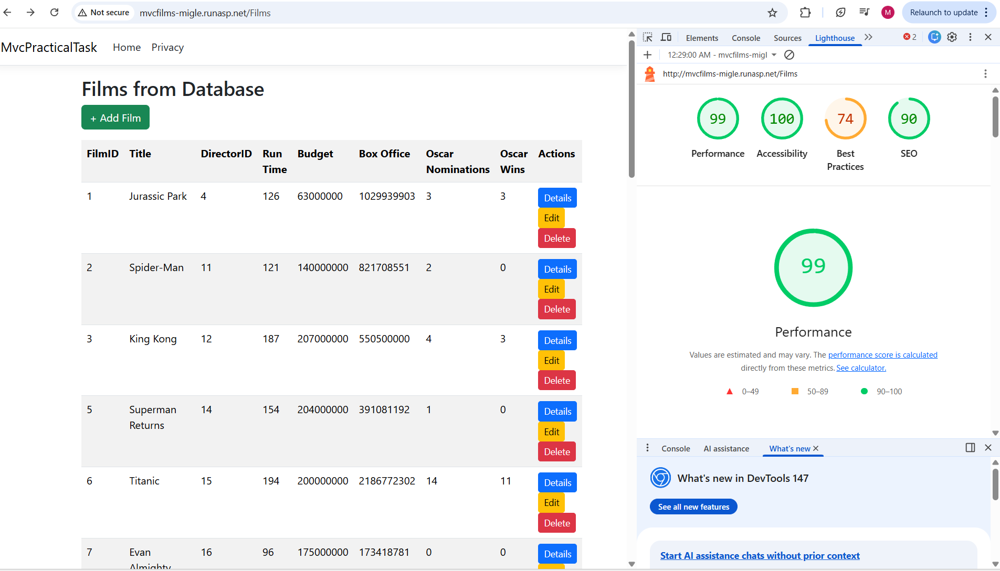 Not secure mvcfilms-migle.runasp.net/Films M Relaunch to update
MvcPracticalTask Home Privacy
Films from Database
+ Add Film
FilmID Title DirectorID Run Time Budget Box Office Oscar Nominations Oscar Wins Actions
1 Jurassic Park 4 126 63000000 1029939903 3 3 Details
Edit
Delete
2 Spider-Man 11 121 140000000 821708551 2 0 Details
Edit
Delete
3 King Kong 12 187 207000000 550500000 4 3 Details
Edit
Delete
5 Superman Returns 14 154 204000000 391081192 1 0 Details
Edit
Delete
6 Titanic 15 194 200000000 2186772302 14 11 Details
Edit
Delete
7 Evan Almighty 16 96 175000000 173418781 0 0 Details
Elements Console Sources Lighthouse 2
12:29:00 AM - mvcfilms-migl
http://mvcfilms-migle.runasp.net/Films
99 100 74 90
Performance Accessibility Best Practices SEO
99
Performance
Values are estimated and may vary. The performance score is calculated
directly from these metrics. See calculator.
0–49 50–89 90–100
Console AI assistance What's new
What's new in DevTools 147
See all new features
Start AI assistance chats without prior context